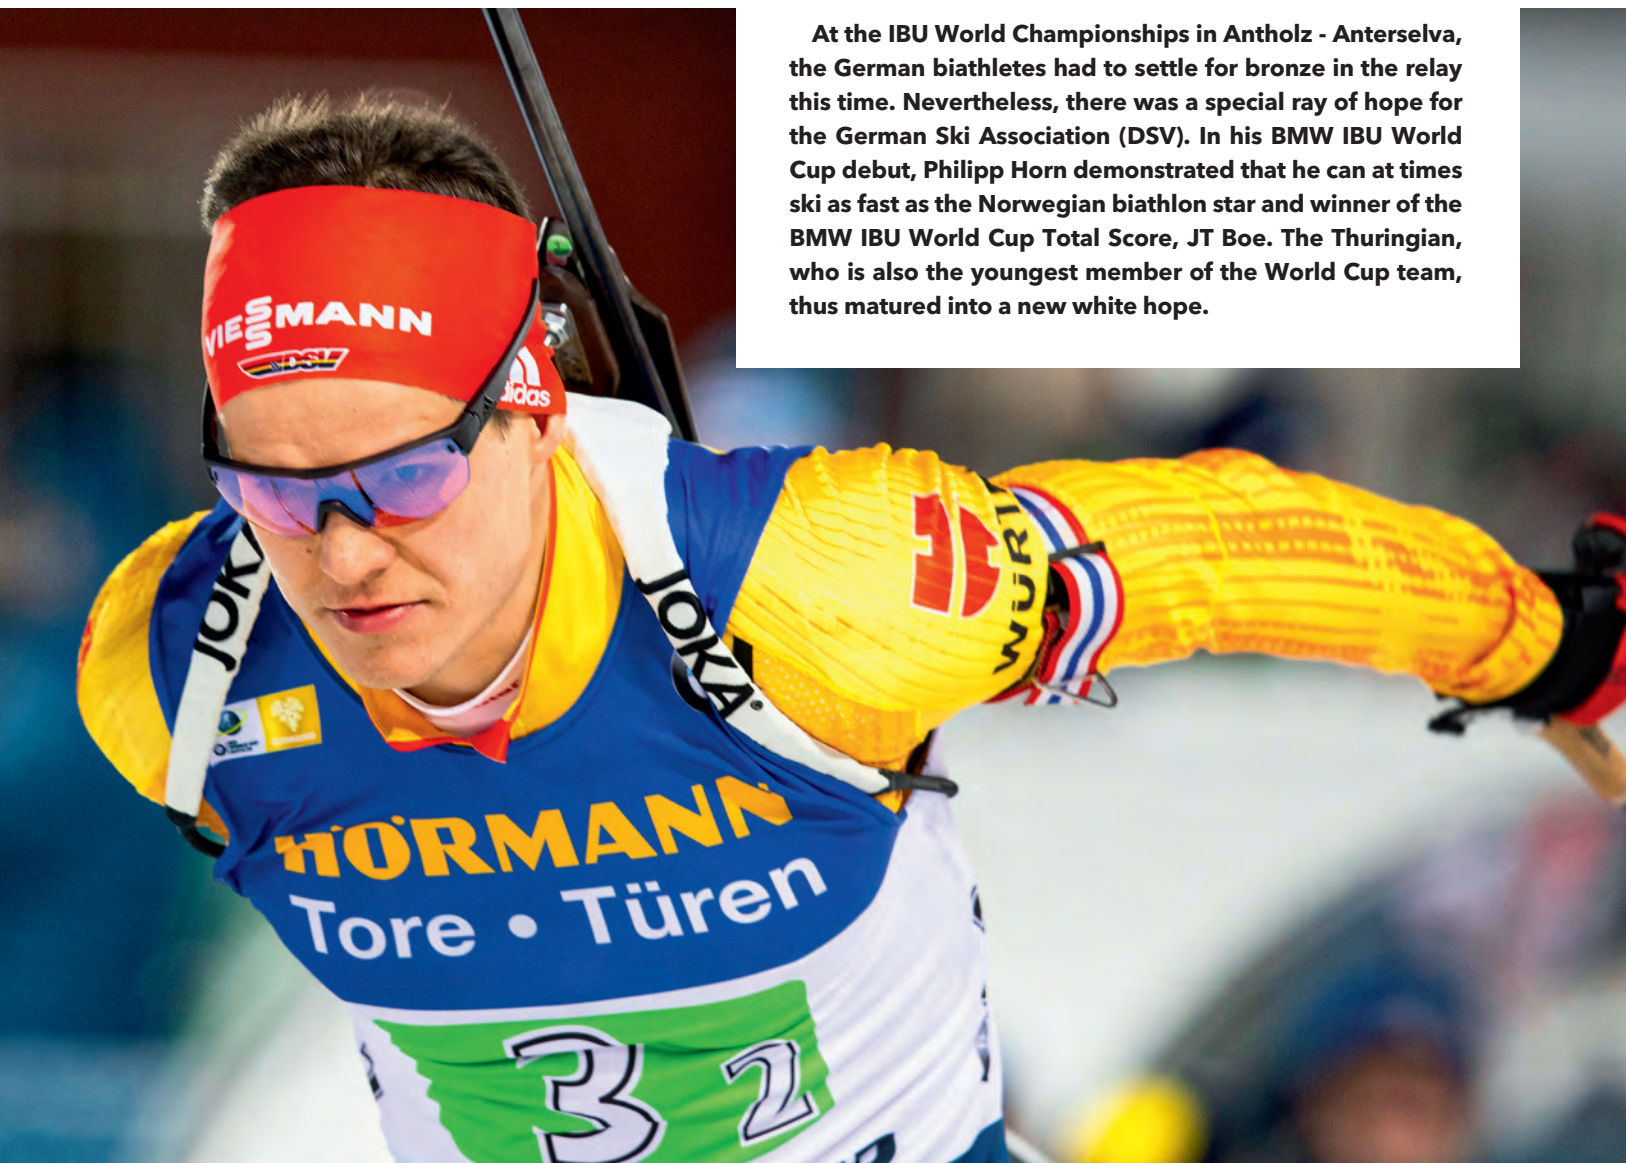 At the IBU World Championships in Antholz - Anterselva,
the German biathletes had to settle for bronze in the relay
this time. Nevertheless, there was a special ray of hope for
the German Ski Association (DSV). In his BMW IBU World
Cup debut, Philipp Horn demonstrated that he can at times
ski as fast as the Norwegian biathlon star and winner of the
BMW IBU World Cup Total Score, JT Boe. The Thuringian,
who is also the youngest member of the World Cup team,
thus matured into a new white hope.
VIESSMANN
DSV
adidas
JOKA
JOKA®
WÜRT
HÖRMANN
Tore • Türen
3 2